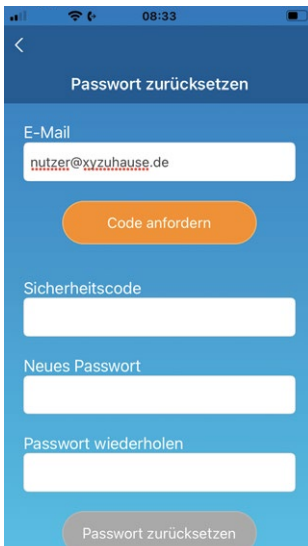 08:33
Passwort zurücksetzen
E-Mail
nutzer@xyzuhause.de
Code anfordern
Sicherheitscode
Neues Passwort
Passwort wiederholen
Passwort zurücksetzen